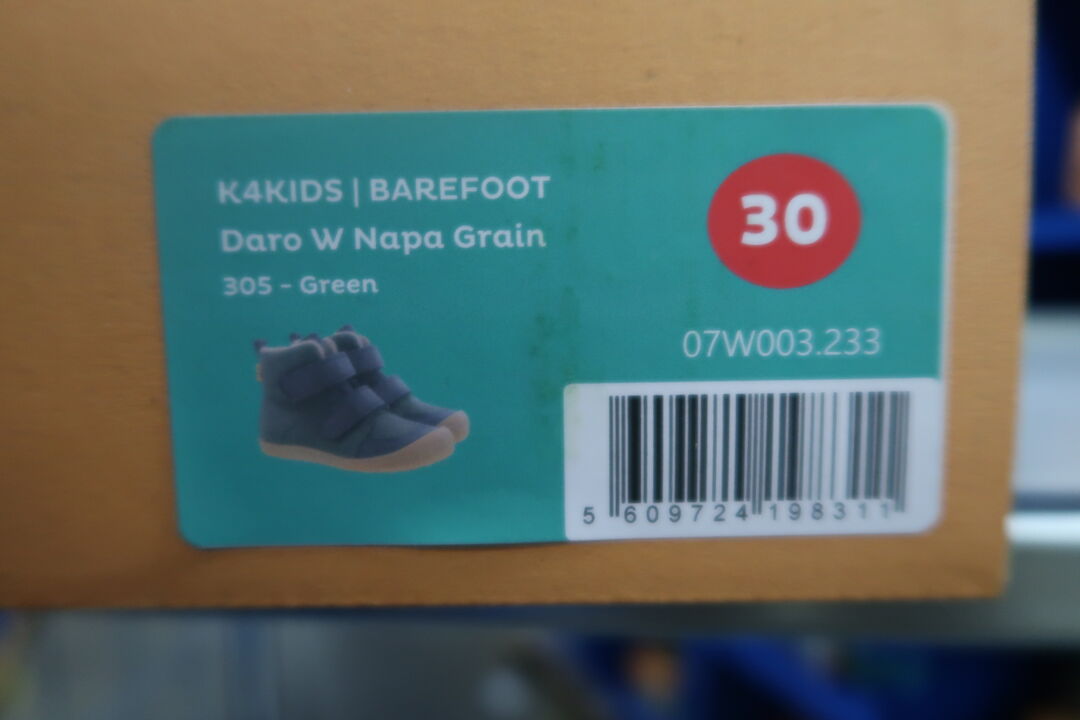 K4KIDS | BAREFOOT
Daro W Napa Grain
305 - Green
30
07W003.233
5 609724 198311